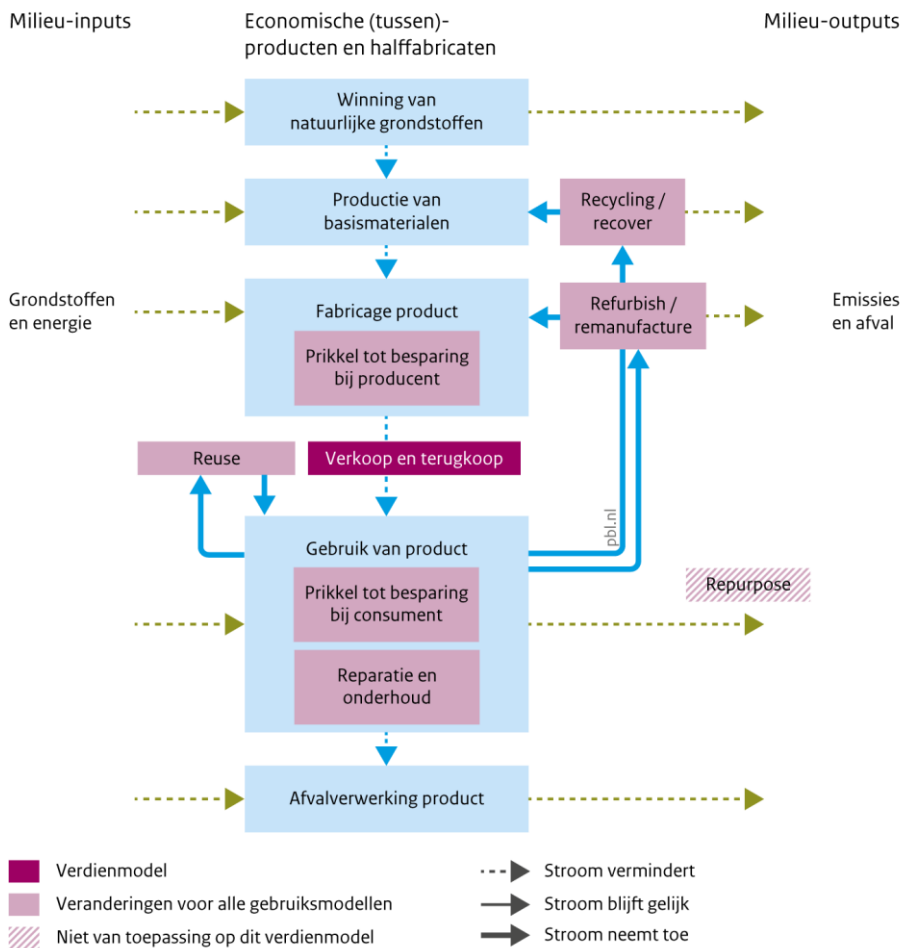 Milieu-inputs
Economische (tussen)-
producten en halffabricaten
Milieu-outputs
Winning van
natuurlijke grondstoffen
Productie van
basismaterialen
Recycling /
recover
Grondstoffen
en energie
Fabricage product
Refurbish /
remanufacture
Emissies
en afval
Prikkel tot besparing
bij producent
Reuse
Verkoop en terugkoop
pbl.nl
Gebruik van product
Prikkel tot besparing
bij consument
Repurpose
Reparatie en
onderhoud
Afvalverwerking product
Verdienmodel
Veranderingen voor alle gebruiksmodellen
Niet van toepassing op dit verdienmodel
Stroom vermindert
Stroom blijft gelijk
Stroom neemt toe